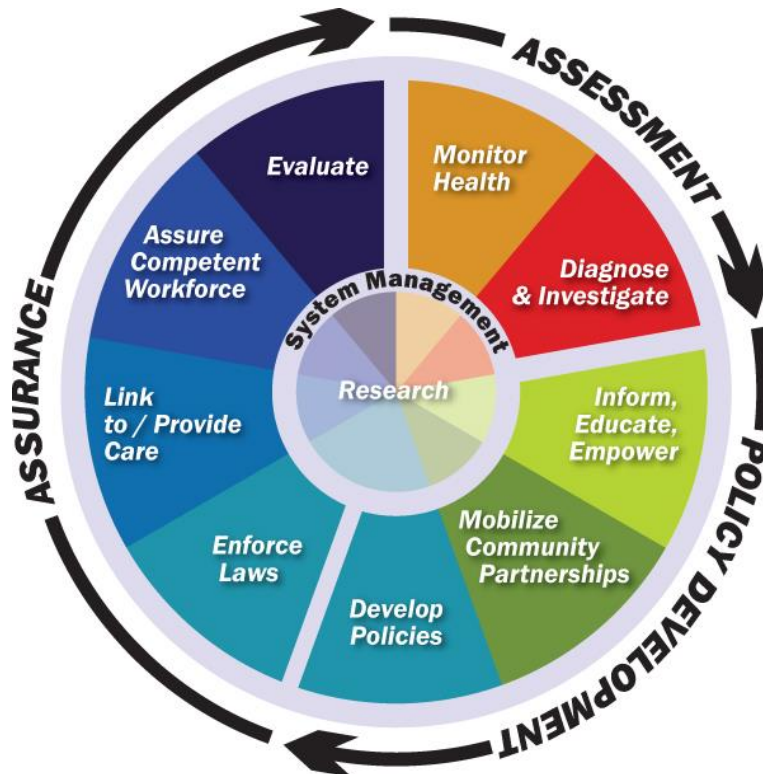 ASSESSMENT
Monitor
Health
Diagnose
& Investigate
POLICY DEVELOPMENT
Inform,
Educate,
Empower
Mobilize
Community
Partnerships
Develop
Policies
ASSURANCE
Enforce
Laws
Link
to / Provide
Care
Assure
Competent
Workforce
Evaluate
System Management
Research